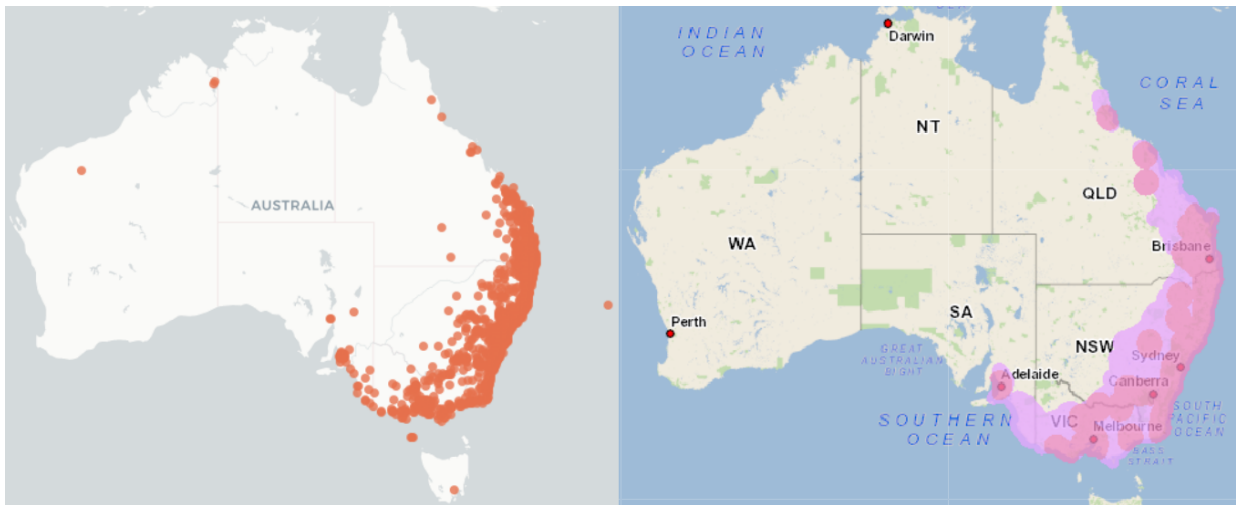 AUSTRALIA
INDIAN
OCEAN
Darwin
CORAL
SEA
NT
QLD
WA
Brisbane
SA
Perth
NSW
Sydney
GREAT
AUSTRALIAN
BIGHT
Adelaide
Canberra
SOUTHERN
OCEAN
VIC
Melbourne
SOUTH
PACIFIC
OCEAN
BASS
STRAIT